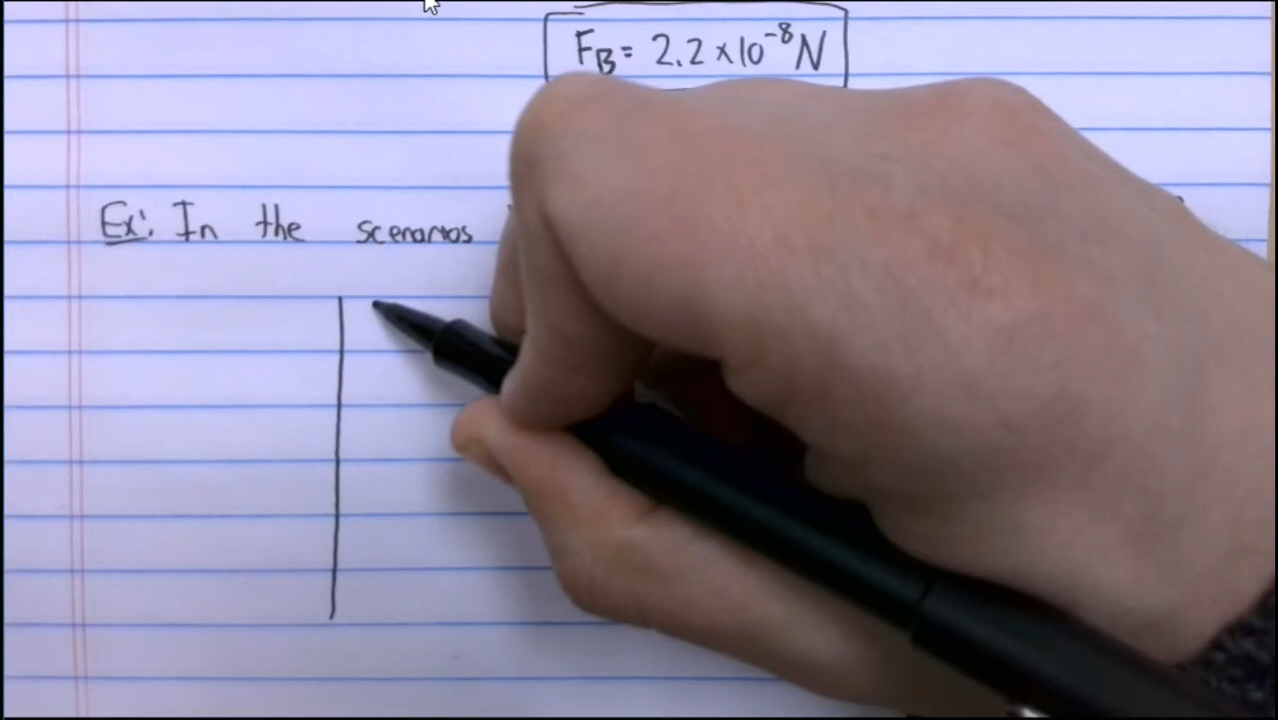 F_B = 2.2 x 10^-8 N
Ex: In the scenarios